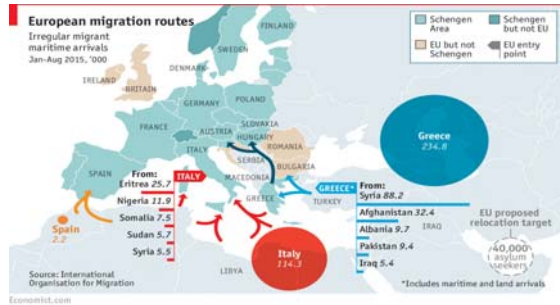 European migration routes
Irregular migrant
maritime arrivals
Jan-Aug 2015, '000
Schengen
Area
Schengen
but not EU
EU but not
Schengen
EU entry
point
FINLAND
SWEDEN
DENMARK
IRELAND
BRITAIN
GERMANY
POLAND
SLOVAKIA
FRANCE
AUSTRIA
HUNGARY
ROMANIA
ITALY
SERBIA
BULGARIA
SPAIN
MACEDONIA
GREECE
TURKEY
IRAQ
LIBYA
Greece
234.8
From:
Eritrea 25.7
Nigeria 11.9
Somalia 7.5
Sudan 5.7
Syria 5.5
ITALY
GREECE*
From:
Syria 88.2
Afghanistan 32.4
Albania 9.7
Pakistan 9.4
Iraq 5.4
Spain
2.2
Italy
114.3
EU proposed
relocation target
40,000
asylum
seekers
Source: International
Organisation for Migration
*Includes maritime and land arrivals
Economist.com